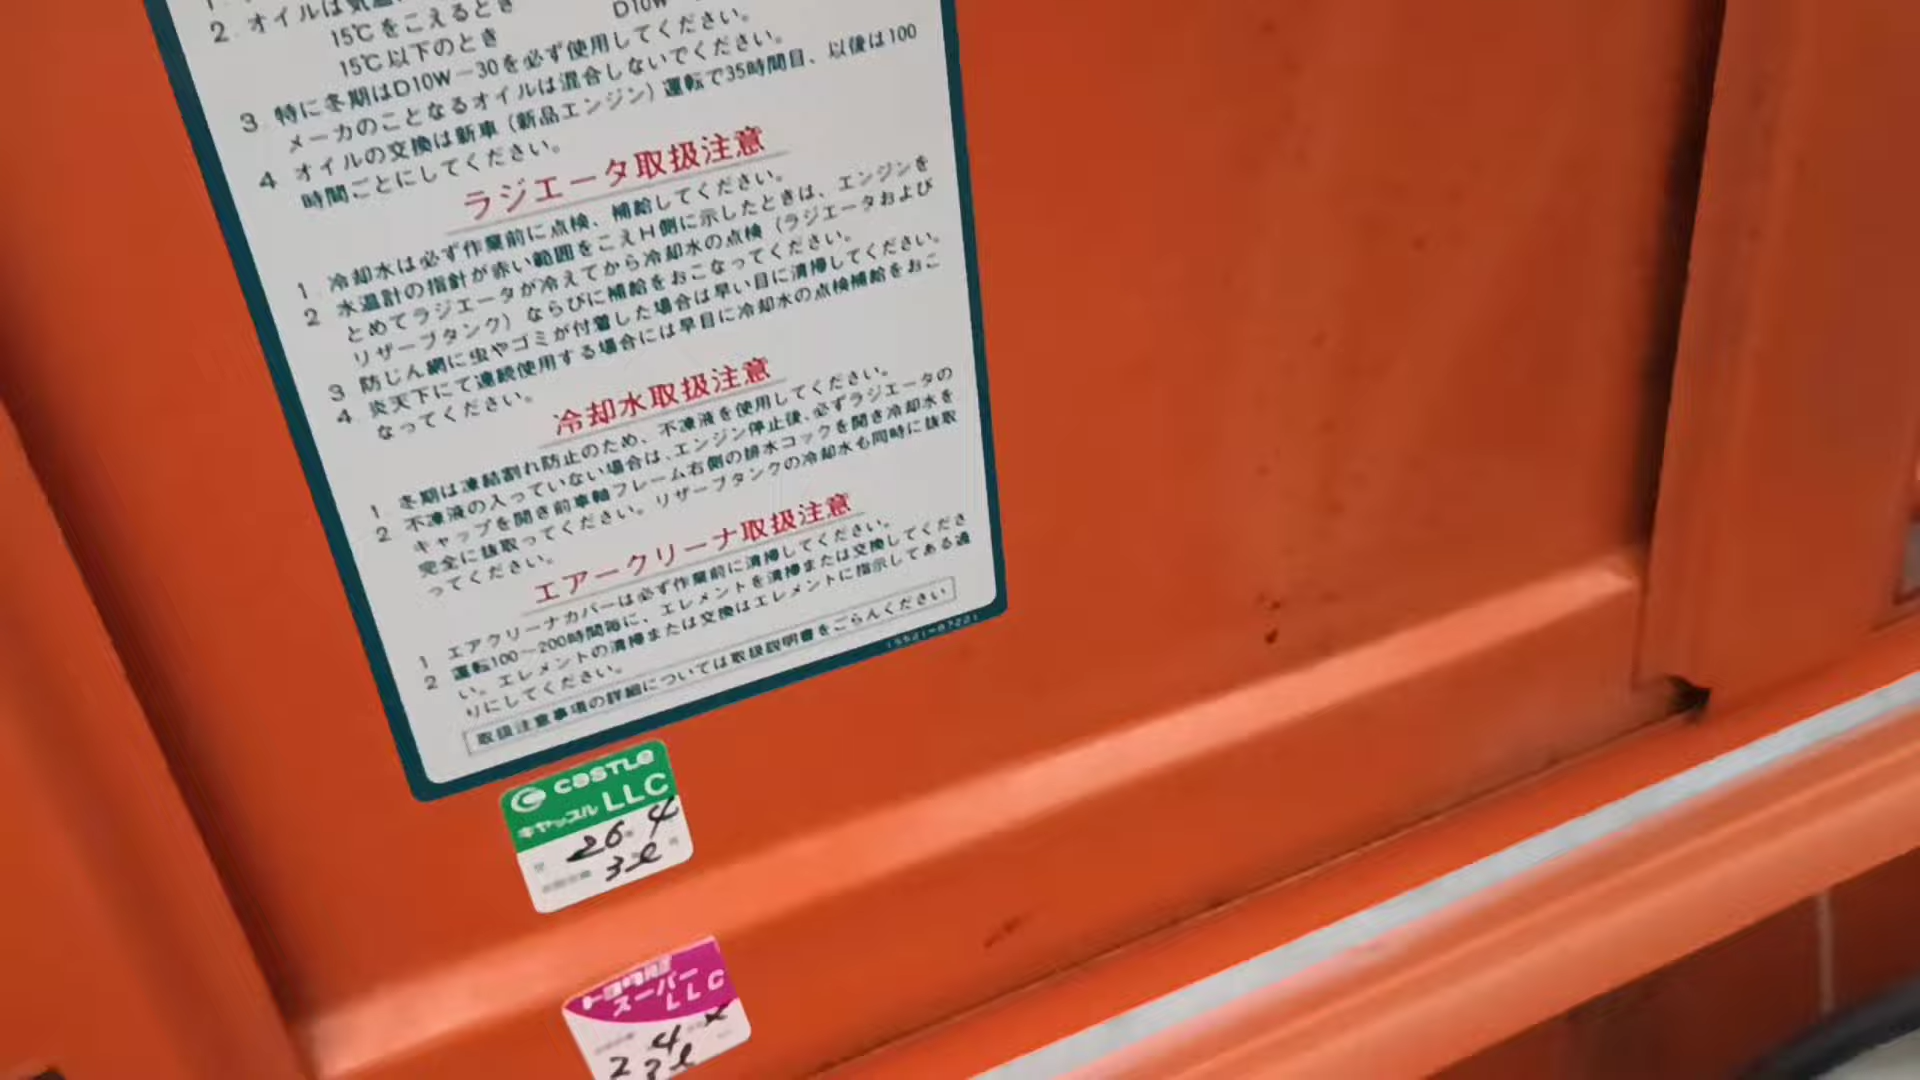 2 オイルは気温
15℃をこえるとき
15℃以下のとき D10W-
3 特に冬期はD10W-30を必ず使用してください。
メーカのことなるオイルは混合しないでください。
4 オイルの交換は新車(新品エンジン)運転で35時間目、以後は100
時間ごとにしてください。
ラジエータ取扱注意
1 冷却水は必ず作業前に点検、補給してください。
2 水温計の指針が赤い範囲をこえH側に示したときは、エンジンを
とめてラジエータが冷えてから冷却水の点検(ラジエータおよび
リザーブタンク)ならびに補給をおこなってください。
3 防じん網に虫やゴミが付着した場合は早い目に清掃してください。
4 炎天下にて連続使用する場合には早目に冷却水の点検補給をおこ
なってください。
冷却水取扱注意
1 冬期は凍結割れ防止のため、不凍液を使用してください。
2 不凍液の入っていない場合は、エンジン停止後、必ずラジエータの
キャップを開き前車軸フレーム右側の排水コックを開き冷却水を
完全に抜取ってください。リザーブタンクの冷却水も同時に抜取
ってください。
エアークリーナ取扱注意
1 エアクリーナカバーは必ず作業前に清掃してください。
2 運転100〜200時間毎に、エレメントを清掃または交換してくださ
い。エレメントの清掃または交換はエレメントに指示してある通
りにしてください。
取扱注意事項の詳細については取扱説明書をごらんください
15521-87221
CASTLE
キャッスル LLC
26 4
3ℓ
トヨタ純正
スーパー
LLC
4
2 3ℓ